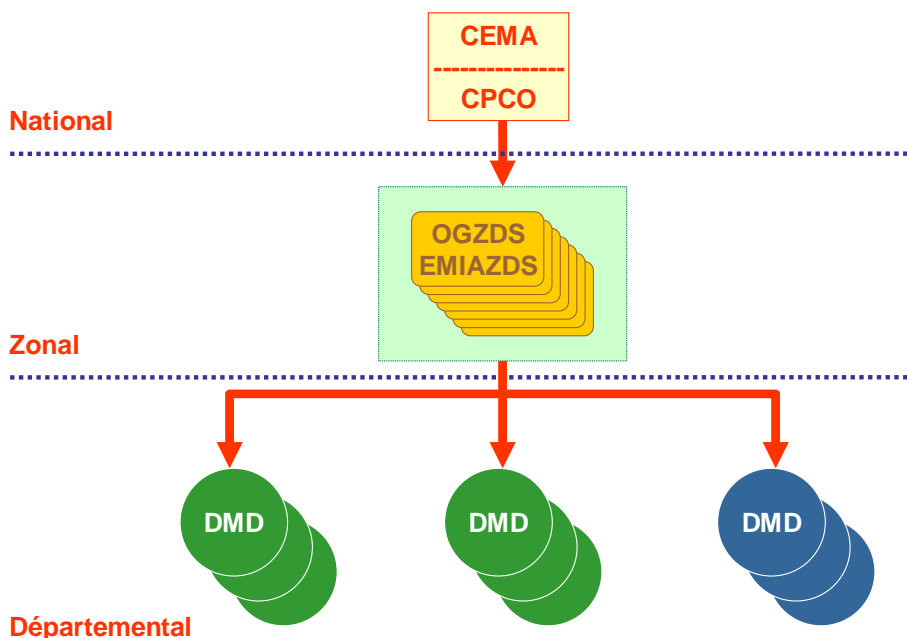 CEMA
---------------
CPCO
National
OGZDS
EMIAZDS
Zonal
DMD
DMD
DMD
Départemental